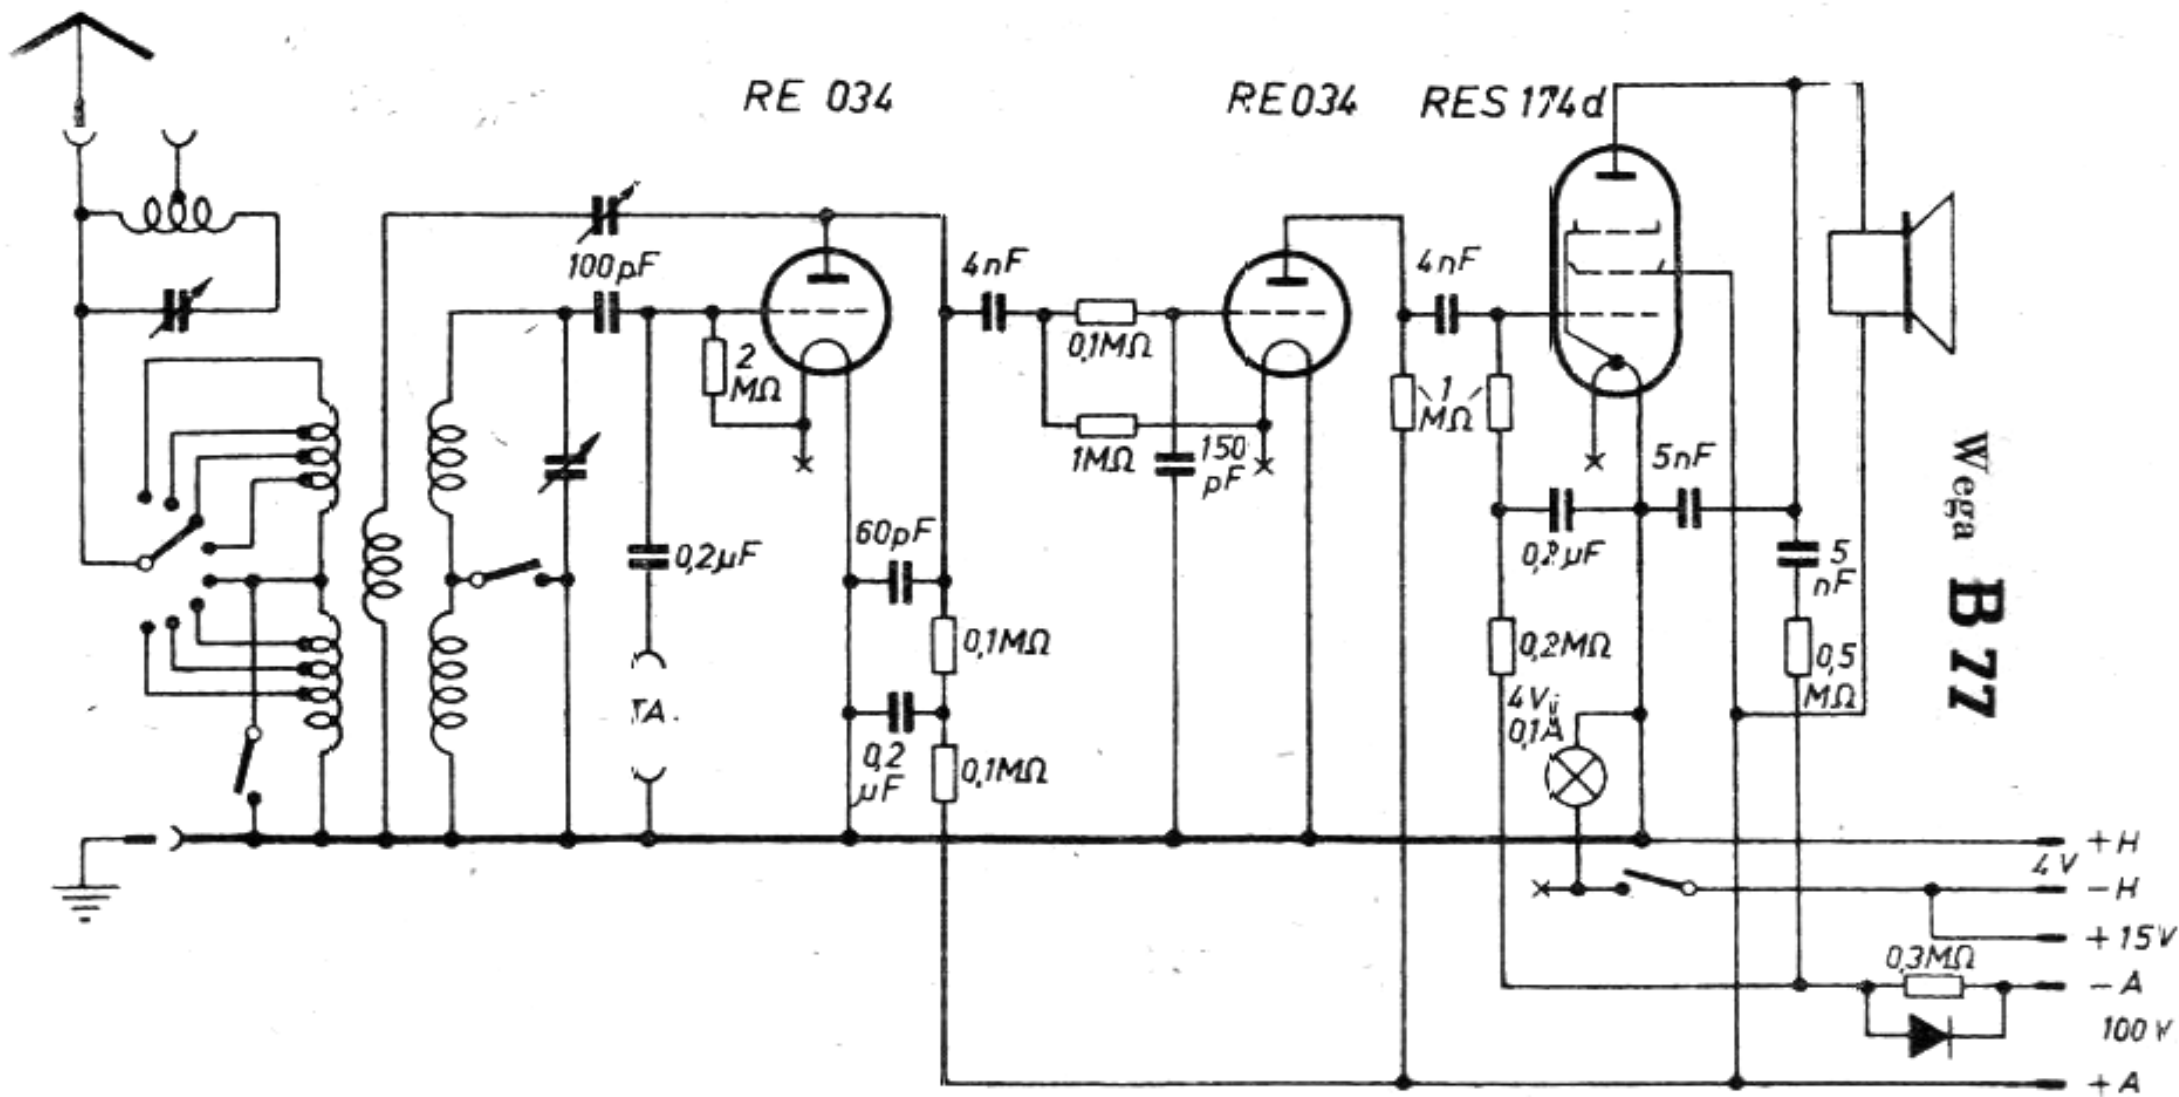 RE 034
RE034
RES 174d
100pF
4nF
4nF
2
MΩ
0,1MΩ
1
MΩ
1MΩ
150
pF
5nF
60pF
0,2µF
0,2µF
5
nF
0,1MΩ
0,2MΩ
0,5
MΩ
TA.
4V;
0,1A
0,2
µF
0,1MΩ
Wega B 77
+H
4V
-H
+15V
0,3MΩ
-A
100V
+A